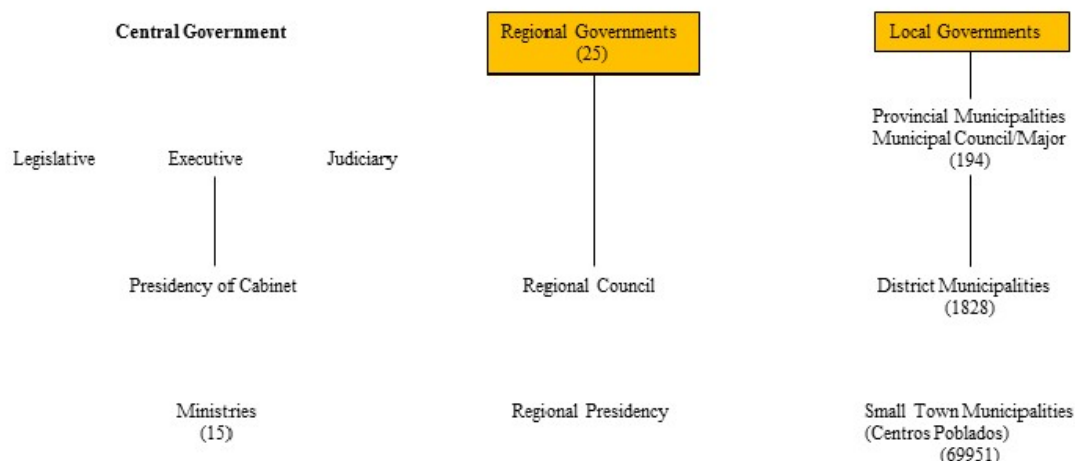 Central Government
Regional Governments
(25)
Local Governments
Provincial Municipalities
Municipal Council/Major
(194)
Legislative
Executive
Judiciary
Presidency of Cabinet
Regional Council
District Municipalities
(1828)
Ministries
(15)
Regional Presidency
Small Town Municipalities
(Centros Poblados)
(69951)